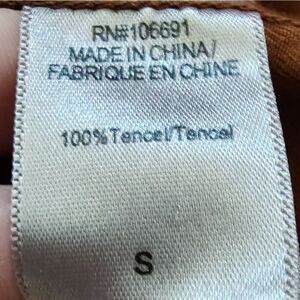 RN#106691
MADE IN CHINA/
FABRIQUE EN CHINE
100%Tencel/Tencel
S